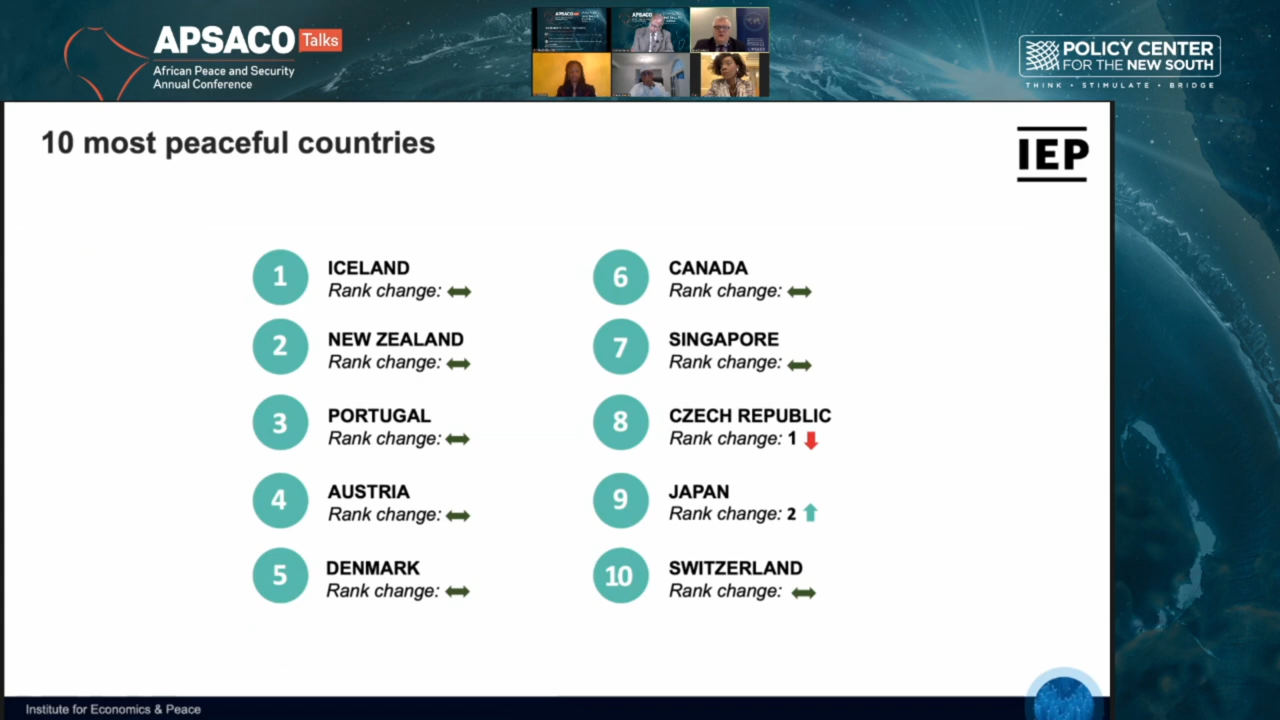 APSACO Talks
African Peace and Security
Annual Conference
POLICY CENTER
FOR THE NEW SOUTH
THINK • STIMULATE • BRIDGE
10 most peaceful countries
IEP
1
ICELAND
Rank change:
2
NEW ZEALAND
Rank change:
3
PORTUGAL
Rank change:
4
AUSTRIA
Rank change:
5
DENMARK
Rank change:
6
CANADA
Rank change:
7
SINGAPORE
Rank change:
8
CZECH REPUBLIC
Rank change: 1
9
JAPAN
Rank change: 2
10
SWITZERLAND
Rank change:
Institute for Economics & Peace